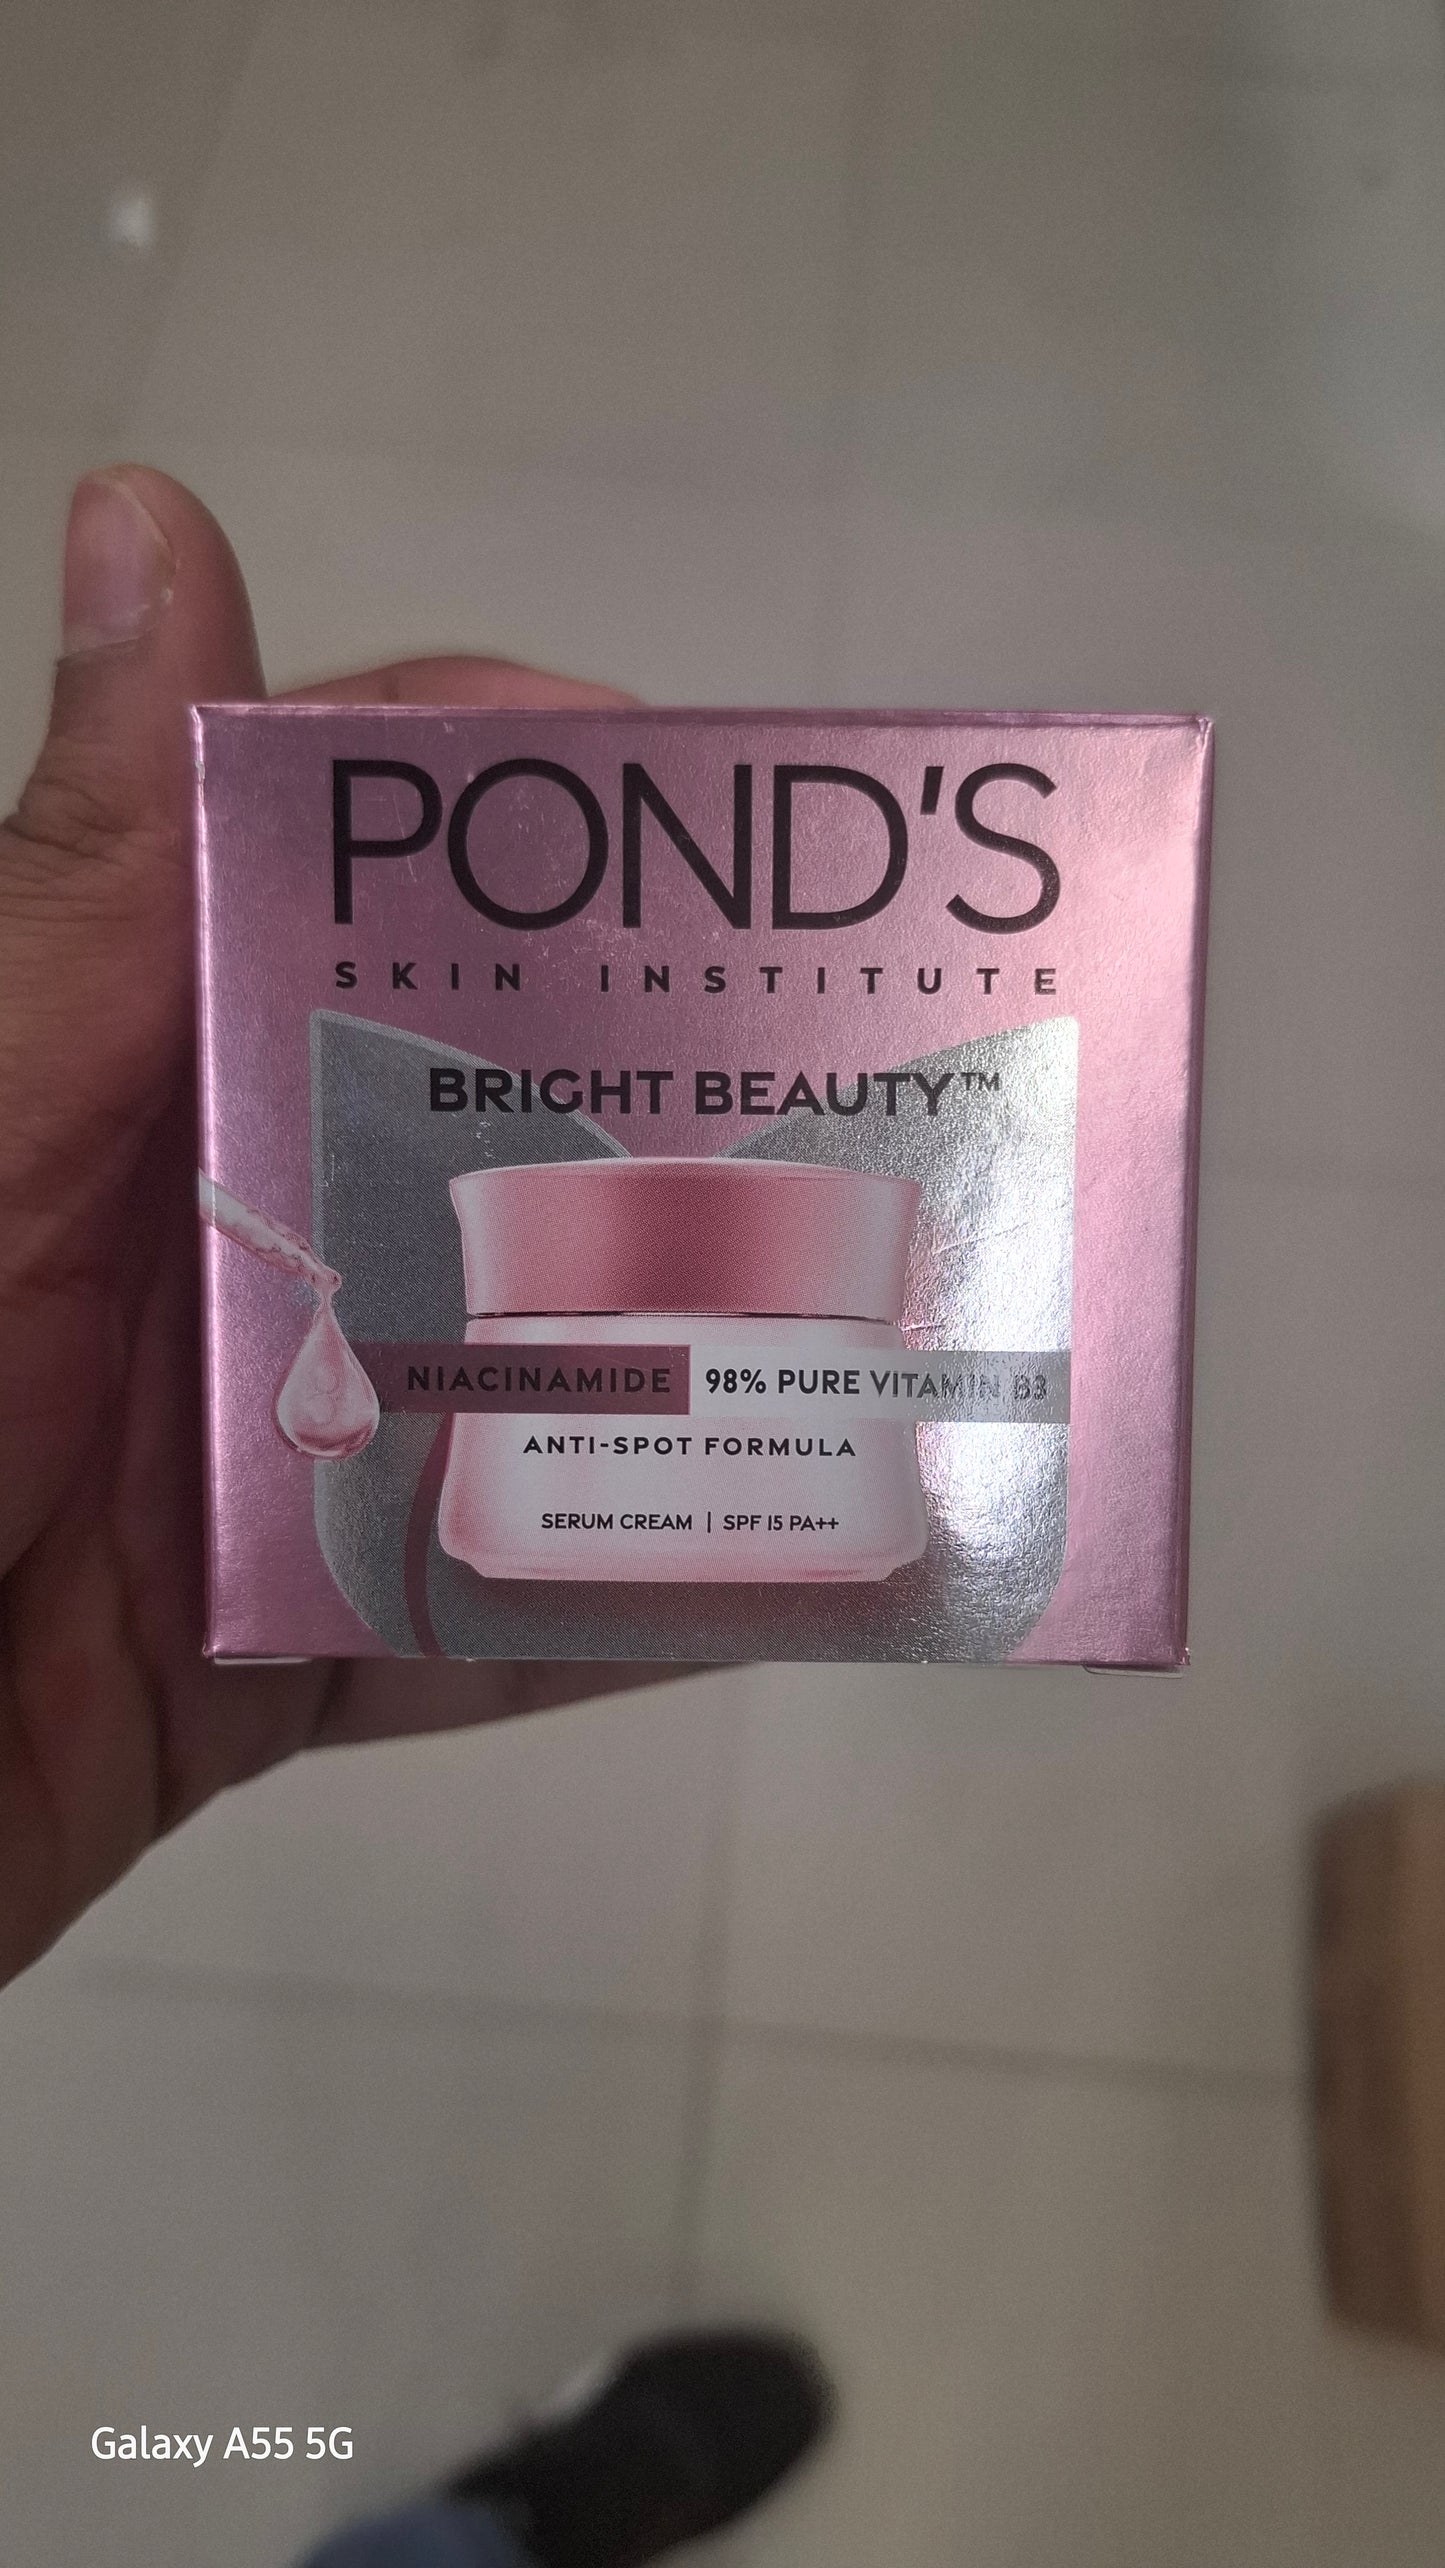 POND'S
SKIN INSTITUTE
BRIGHT BEAUTY™
NIACINAMIDE 98% PURE VITAMIN B3
ANTI-SPOT FORMULA
SERUM CREAM | SPF 15 PA++
Galaxy A55 5G